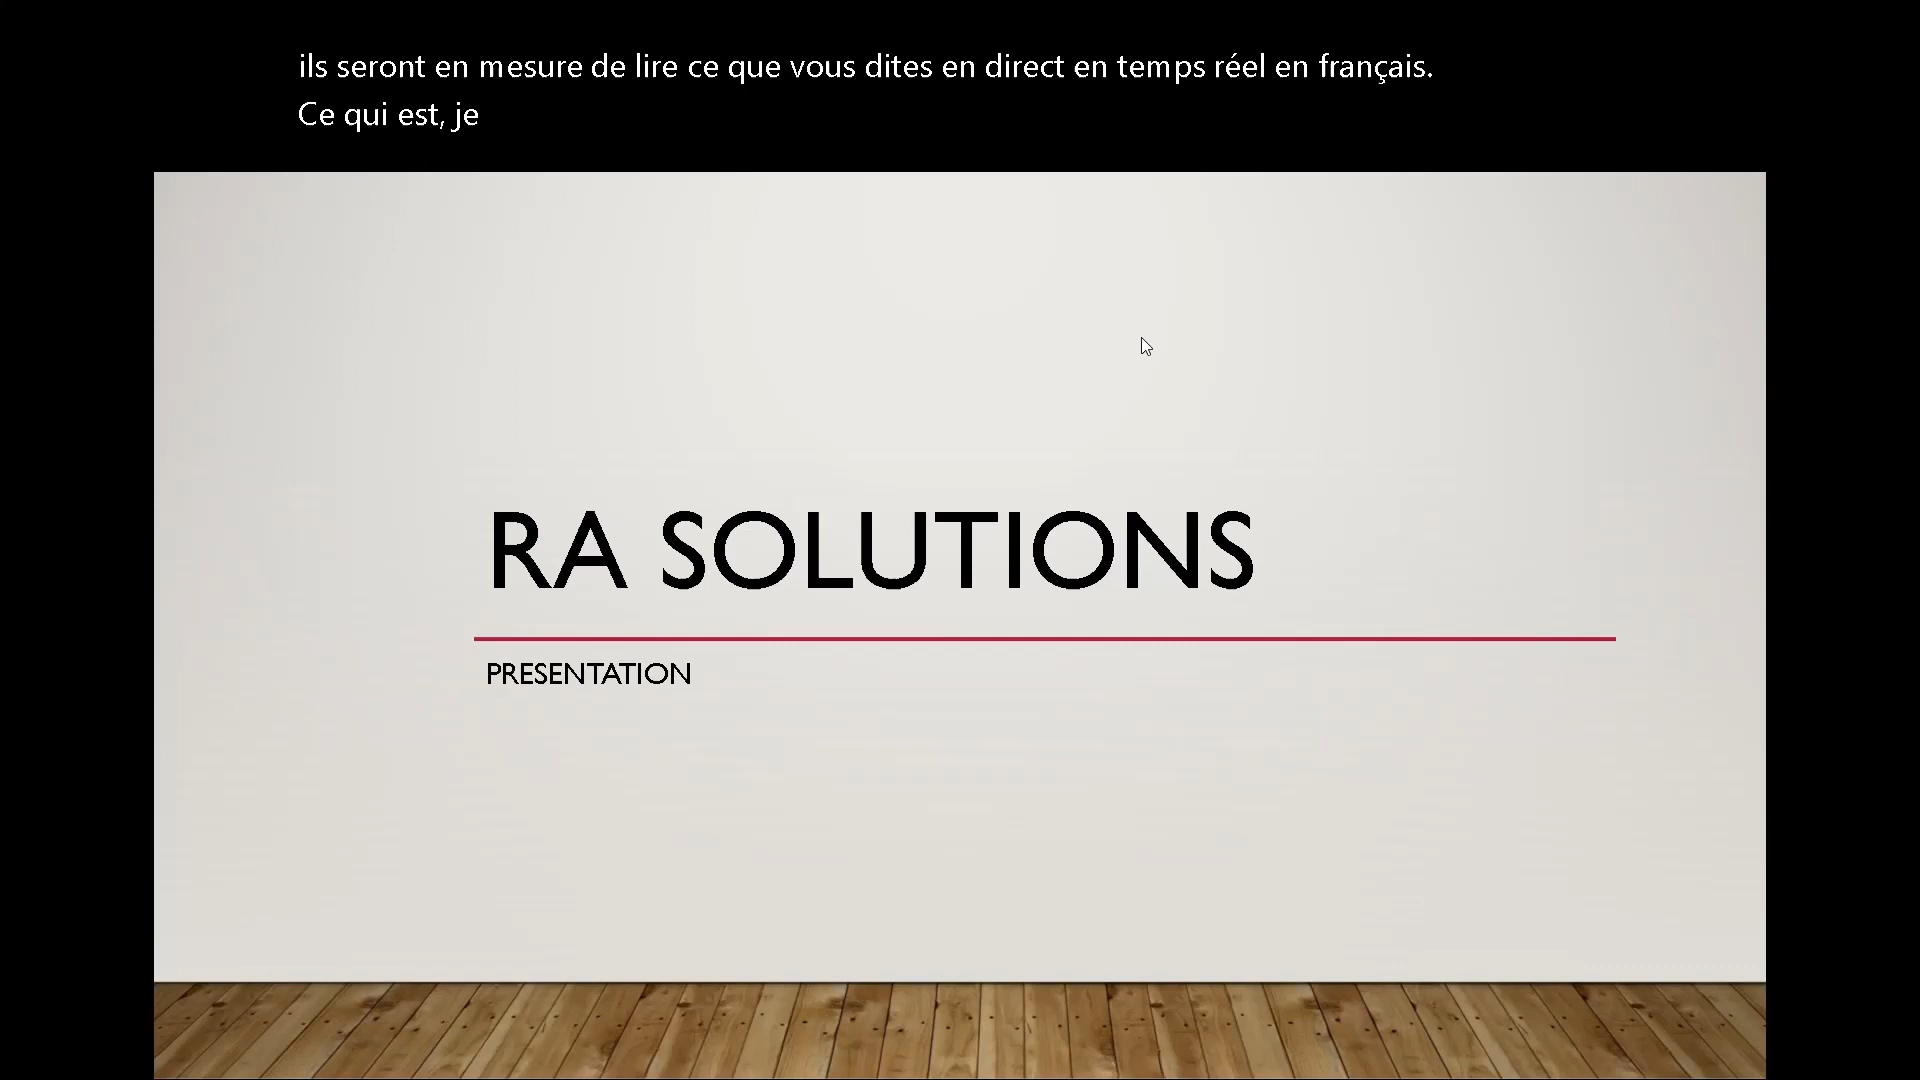 ils seront en mesure de lire ce que vous dites en direct en temps réel en français.
Ce qui est, je
RA SOLUTIONS
PRESENTATION